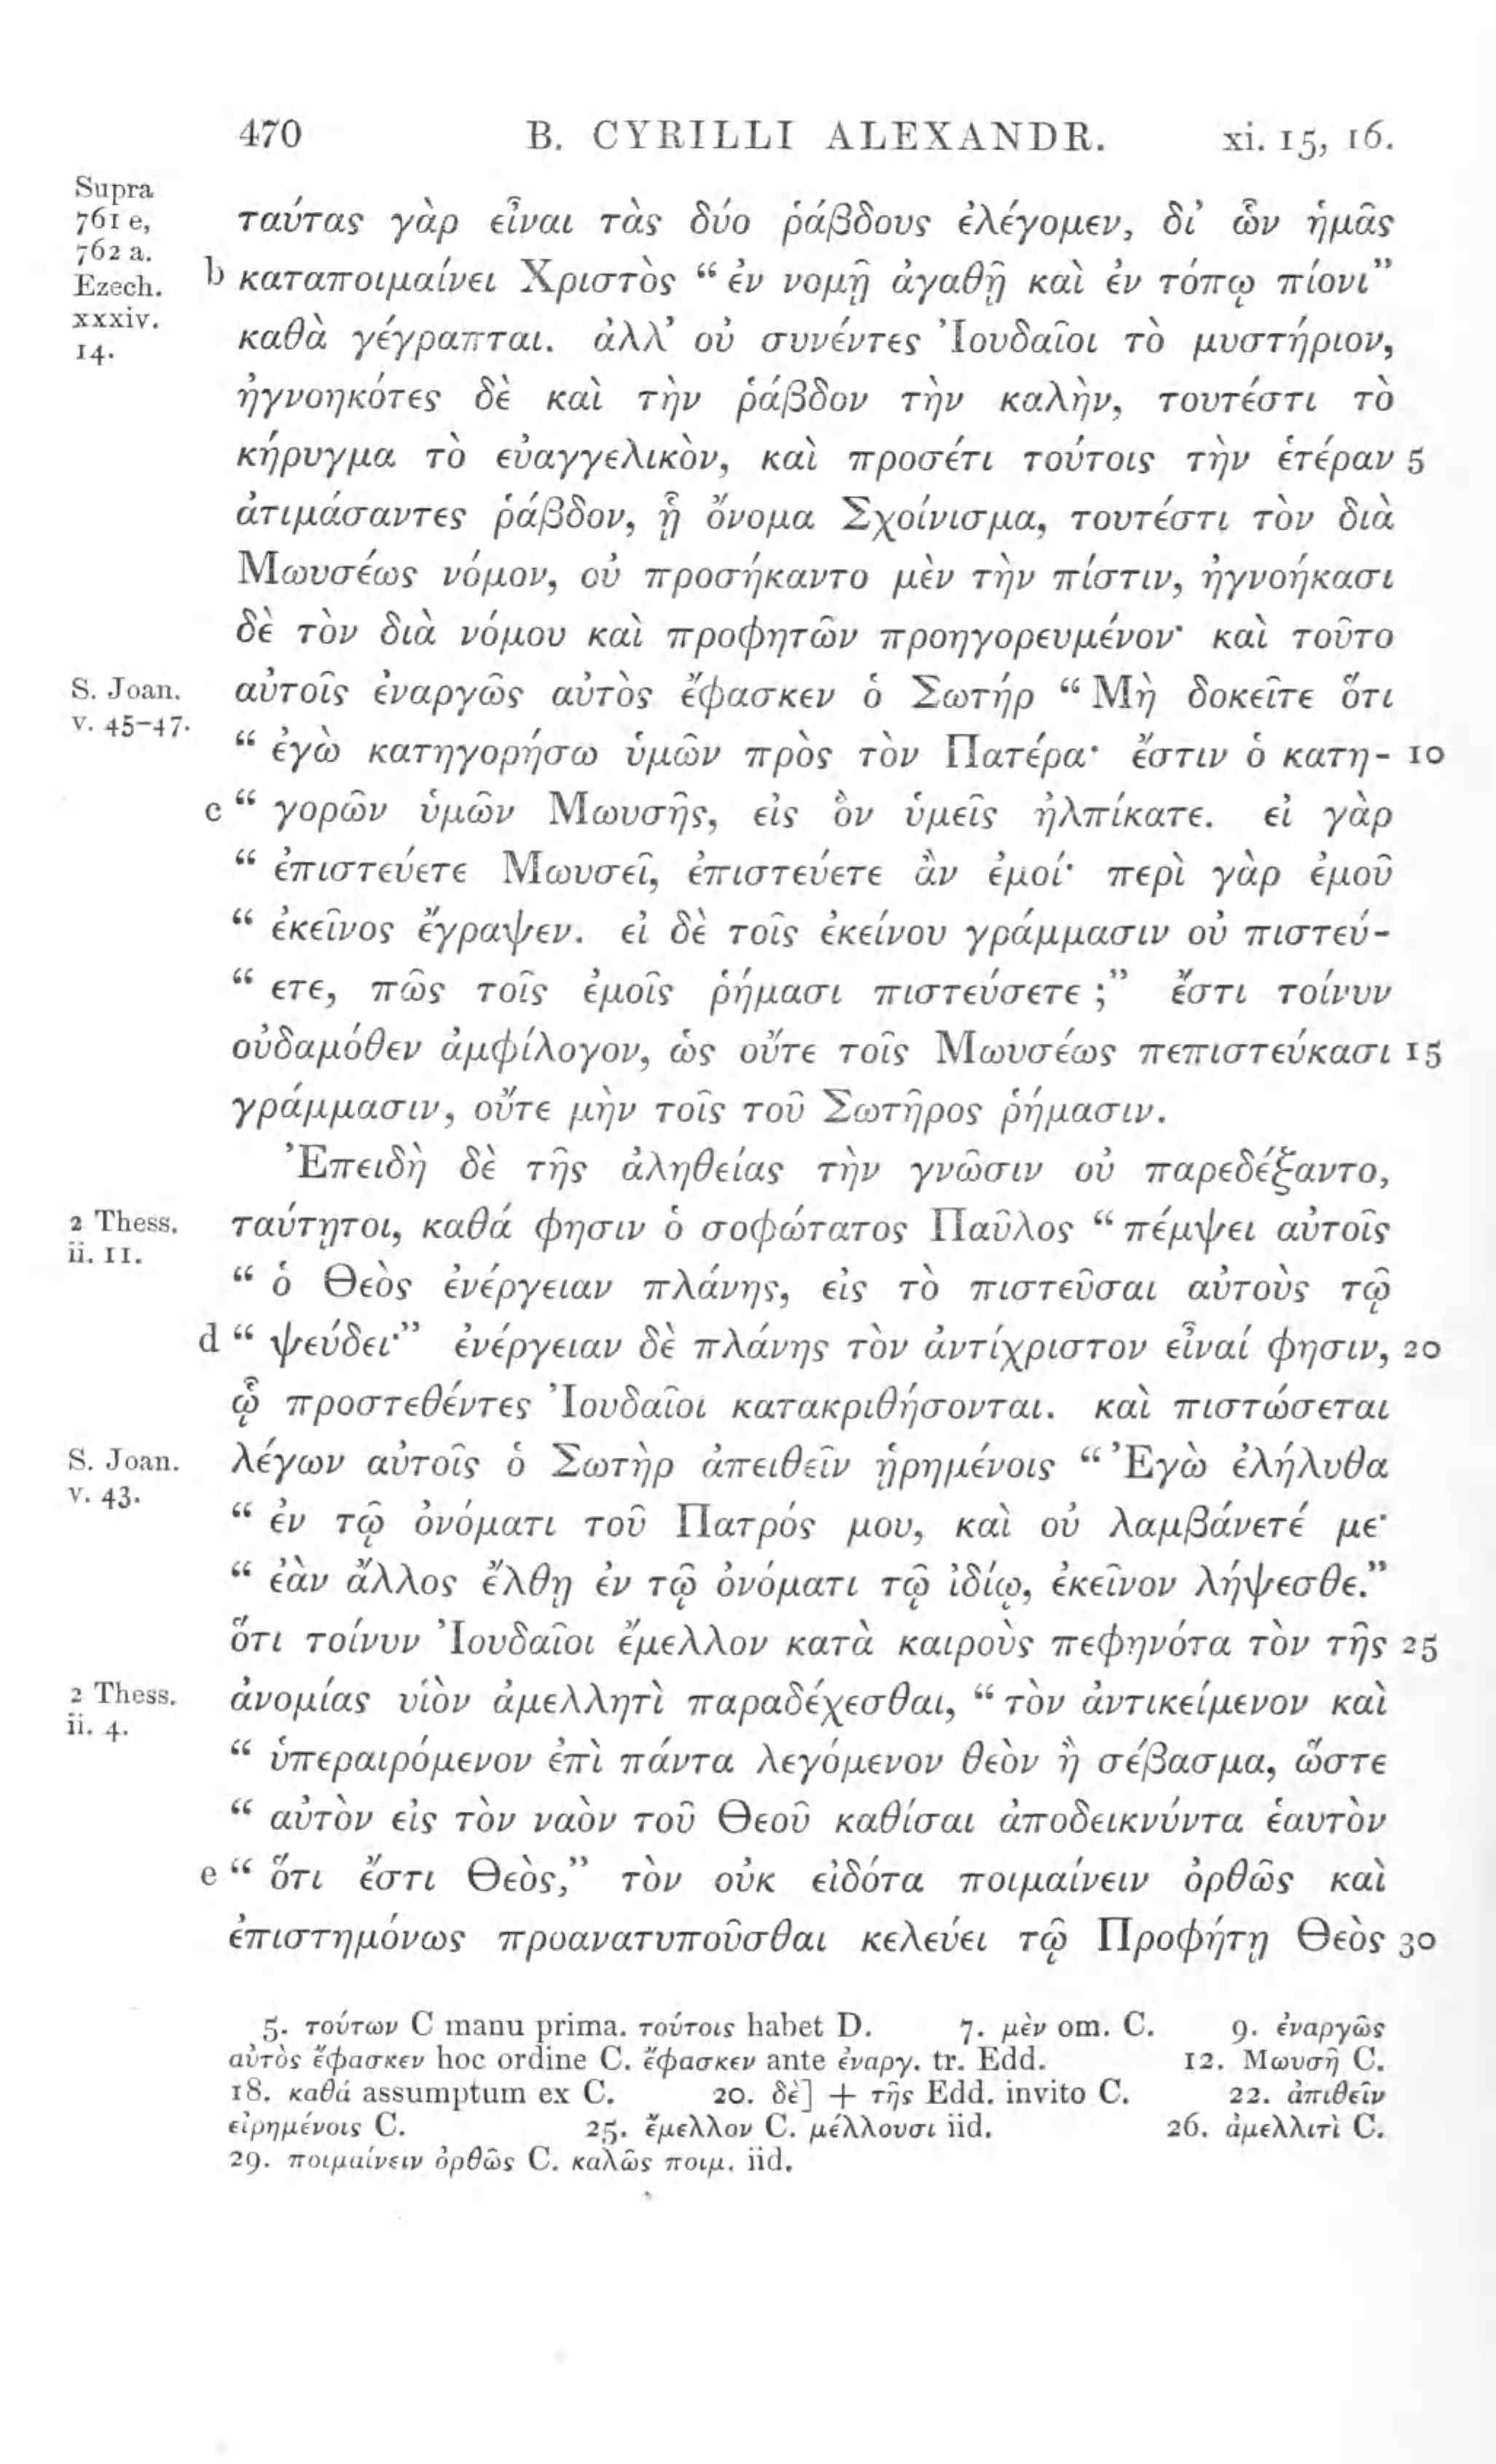 470 B. CYRILLI ALEXANDR. xi. 15, 16.
Supra
761 e,
762 a.
Ezech.
xxxiv.
14.
ταύτας γὰρ εἶναι τὰς δύο ῥάβδους ἐλέγομεν, δι’ ὧν ἡμᾶς
b καταποιμαίνει Χριστὸς “ ἐν νομῇ ἀγαθῇ καὶ ἐν τόπῳ πίονι”
καθὰ γέγραπται. ἀλλ’ οὐ συνέντες Ἰουδαῖοι τὸ μυστήριον,
ἠγνοηκότες δὲ καὶ τὴν ῥάβδον τὴν καλὴν, τουτέστι τὸ
κήρυγμα τὸ εὐαγγελικὸν, καὶ προσέτι τούτοις τὴν ἑτέραν 5
ἀτιμάσαντες ῥάβδον, ᾗ ὄνομα Σχοίνισμα, τουτέστι τὸν διὰ
Μωυσέως νόμον, οὐ προσήκαντο μὲν τὴν πίστιν, ἠγνοήκασι
δὲ τὸν διὰ νόμου καὶ προφητῶν προηγορευμένον· καὶ τοῦτο
S. Joan.
v. 45-47.
αὐτοῖς ἐναργῶς αὐτὸς ἔφασκεν ὁ Σωτήρ “ Μὴ δοκεῖτε ὅτι
“ ἐγὼ κατηγορήσω ὑμῶν πρὸς τὸν Πατέρα· ἔστιν ὁ κατη- 10
c “ γορῶν ὑμῶν Μωυσῆς, εἰς ὃν ὑμεῖς ἠλπίκατε. εἰ γὰρ
“ ἐπιστεύετε Μωυσεῖ, ἐπιστεύετε ἂν ἐμοί· περὶ γὰρ ἐμοῦ
“ ἐκεῖνος ἔγραψεν. εἰ δὲ τοῖς ἐκείνου γράμμασιν οὐ πιστεύ-
“ ετε, πῶς τοῖς ἐμοῖς ῥήμασι πιστεύσετε ;” ἔστι τοίνυν
οὐδαμόθεν ἀμφίλογον, ὡς οὔτε τοῖς Μωυσέως πεπιστεύκασι 15
γράμμασιν, οὔτε μὴν τοῖς τοῦ Σωτῆρος ῥήμασιν.
Ἐπειδὴ δὲ τῆς ἀληθείας τὴν γνῶσιν οὐ παρεδέξαντο,
2 Thess.
ii. 11.
ταύτῃτοι, καθά φησιν ὁ σοφώτατος Παῦλος “ πέμψει αὐτοῖς
“ ὁ Θεὸς ἐνέργειαν πλάνης, εἰς τὸ πιστεῦσαι αὐτοὺς τῷ
d “ ψεύδει·” ἐνέργειαν δὲ πλάνης τὸν ἀντίχριστον εἶναί φησιν, 20
ᾧ προστεθέντες Ἰουδαῖοι κατακριθήσονται. καὶ πιστώσεται
S. Joan.
v. 43.
λέγων αὐτοῖς ὁ Σωτὴρ ἀπειθεῖν ᾑρημένοις “ Ἐγὼ ἐλήλυθα
“ ἐν τῷ ὀνόματι τοῦ Πατρός μου, καὶ οὐ λαμβάνετέ με·
“ ἐὰν ἄλλος ἔλθῃ ἐν τῷ ὀνόματι τῷ ἰδίῳ, ἐκεῖνον λήψεσθε.”
ὅτι τοίνυν Ἰουδαῖοι ἔμελλον κατὰ καιροὺς πεφηνότα τὸν τῆς 25
2 Thess.
ii. 4.
ἀνομίας υἱὸν ἀμελλητὶ παραδέχεσθαι, “ τὸν ἀντικείμενον καὶ
“ ὑπεραιρόμενον ἐπὶ πάντα λεγόμενον θεὸν ἢ σέβασμα, ὥστε
“ αὐτὸν εἰς τὸν ναὸν τοῦ Θεοῦ καθίσαι ἀποδεικνύντα ἑαυτὸν
e “ ὅτι ἔστι Θεὸς,” τὸν οὐκ εἰδότα ποιμαίνειν ὀρθῶς καὶ
ἐπιστημόνως προανατυποῦσθαι κελεύει τῷ Προφήτῃ Θεὸς 30
5. τούτων C manu prima. τούτοις habet D. 7. μὲν om. C. 9. ἐναργῶς
αὐτὸς ἔφασκεν hoc ordine C. ἔφασκεν ante ἐναργ. tr. Edd. 12. Μωυσῆ C.
18. καθά assumptum ex C. 20. δὲ] + τῆς Edd. invito C. 22. ἀπιθεῖν
εἰρημένοις C. 25. ἔμελλον C. μέλλουσι iid. 26. ἀμελλιτὶ C.
29. ποιμαίνειν ὀρθῶς C. καλῶς ποιμ. iid.